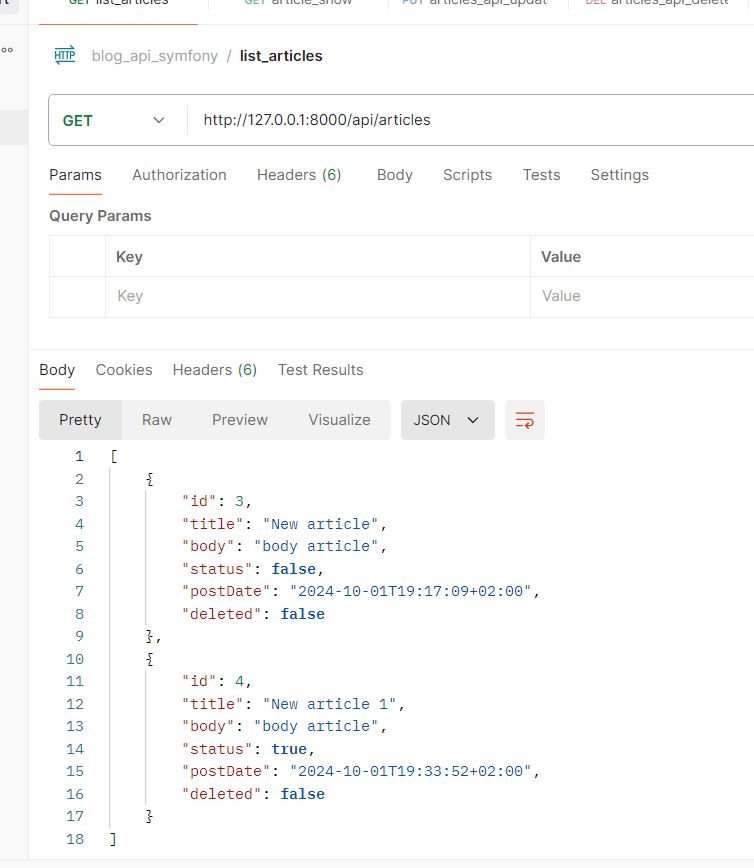 GET list_articles GET article_show PUT articles_api_updat DEL articles_api_delete
HTTP blog_api_symfony / list_articles
GET http://127.0.0.1:8000/api/articles
Params Authorization Headers (6) Body Scripts Tests Settings
Query Params
Key Value
Key Value
Body Cookies Headers (6) Test Results
Pretty Raw Preview Visualize JSON
1 [
2 {
3 "id": 3,
4 "title": "New article",
5 "body": "body article",
6 "status": false,
7 "postDate": "2024-10-01T19:17:09+02:00",
8 "deleted": false
9 },
10 {
11 "id": 4,
12 "title": "New article 1",
13 "body": "body article",
14 "status": true,
15 "postDate": "2024-10-01T19:33:52+02:00",
16 "deleted": false
17 }
18 ]